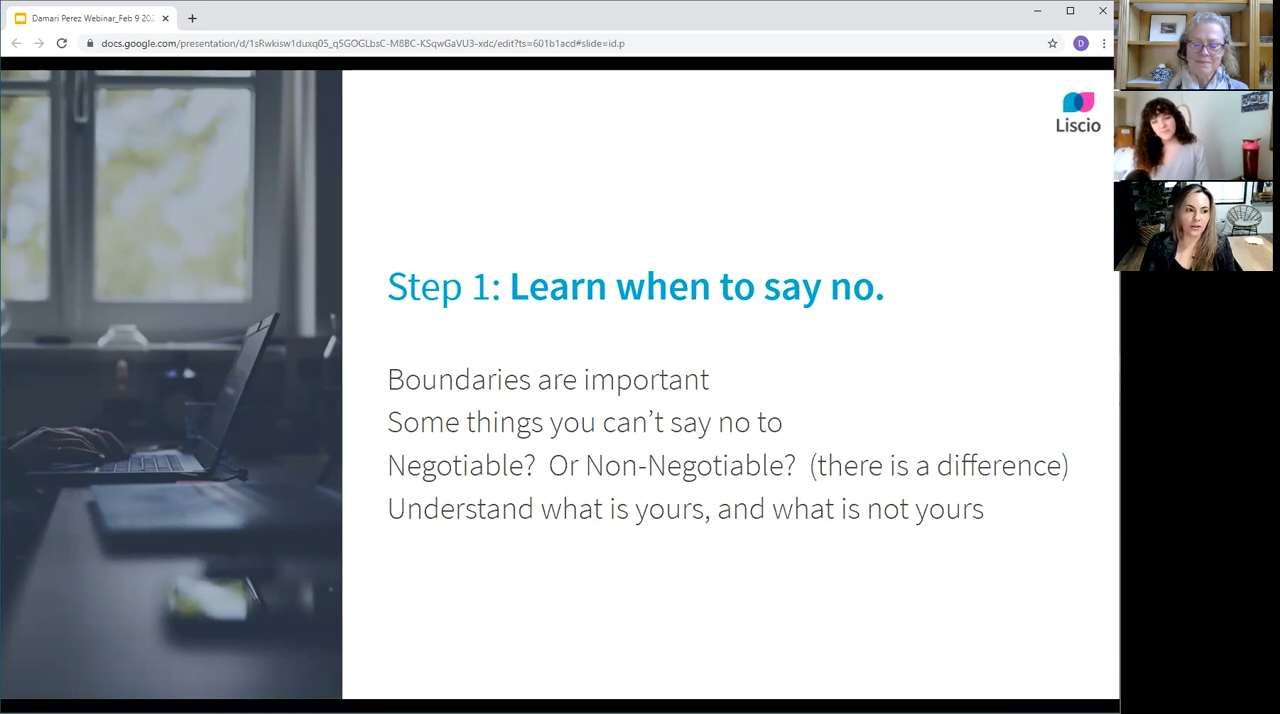 Damari Perez Webinar_Feb 9 202
docs.google.com/presentation/d/1sRwkisw1duxq05_q5GOGLbsC-M8BC-KSqwGaVU3-xdc/edit?ts=601b1acd#slide=id.p
D
Liscio
Step 1: Learn when to say no.
Boundaries are important
Some things you can’t say no to
Negotiable? Or Non-Negotiable? (there is a difference)
Understand what is yours, and what is not yours